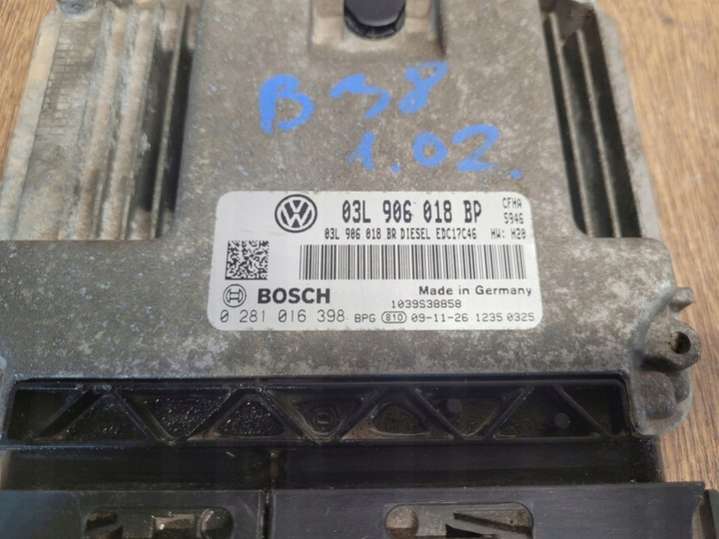 B 38
1.02.
03L 906 018 BP CFHA
5946
03L 906 018 BR DIESEL EDC17C46 HW: H20
BOSCH Made in Germany
1039S38858
0 281 016 398 BPG 810 09-11-26 1235 0325